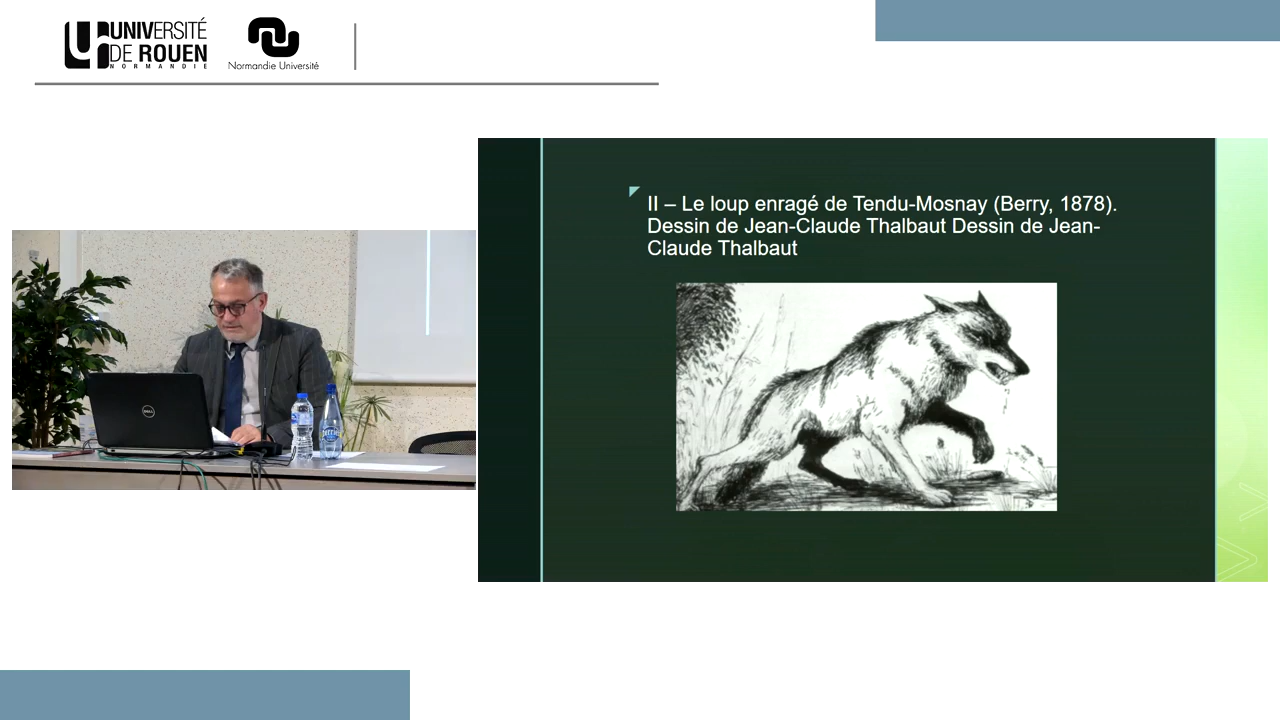 UNIVERSITÉ
DE ROUEN
NORMANDIE
Normandie Université
II – Le loup enragé de Tendu-Mosnay (Berry, 1878).
Dessin de Jean-Claude Thalbaut Dessin de Jean-
Claude Thalbaut
DELL